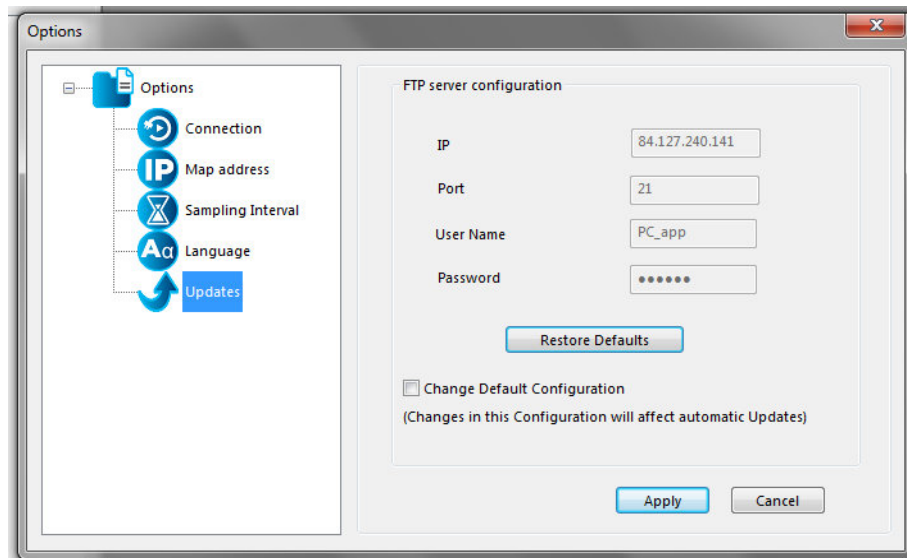 Options
Options
Connection
IP Map address
Sampling Interval
Aα Language
Updates
FTP server configuration
IP 84.127.240.141
Port 21
User Name PC_app
Password ●●●●●●
Restore Defaults
Change Default Configuration
(Changes in this Configuration will affect automatic Updates)
Apply Cancel